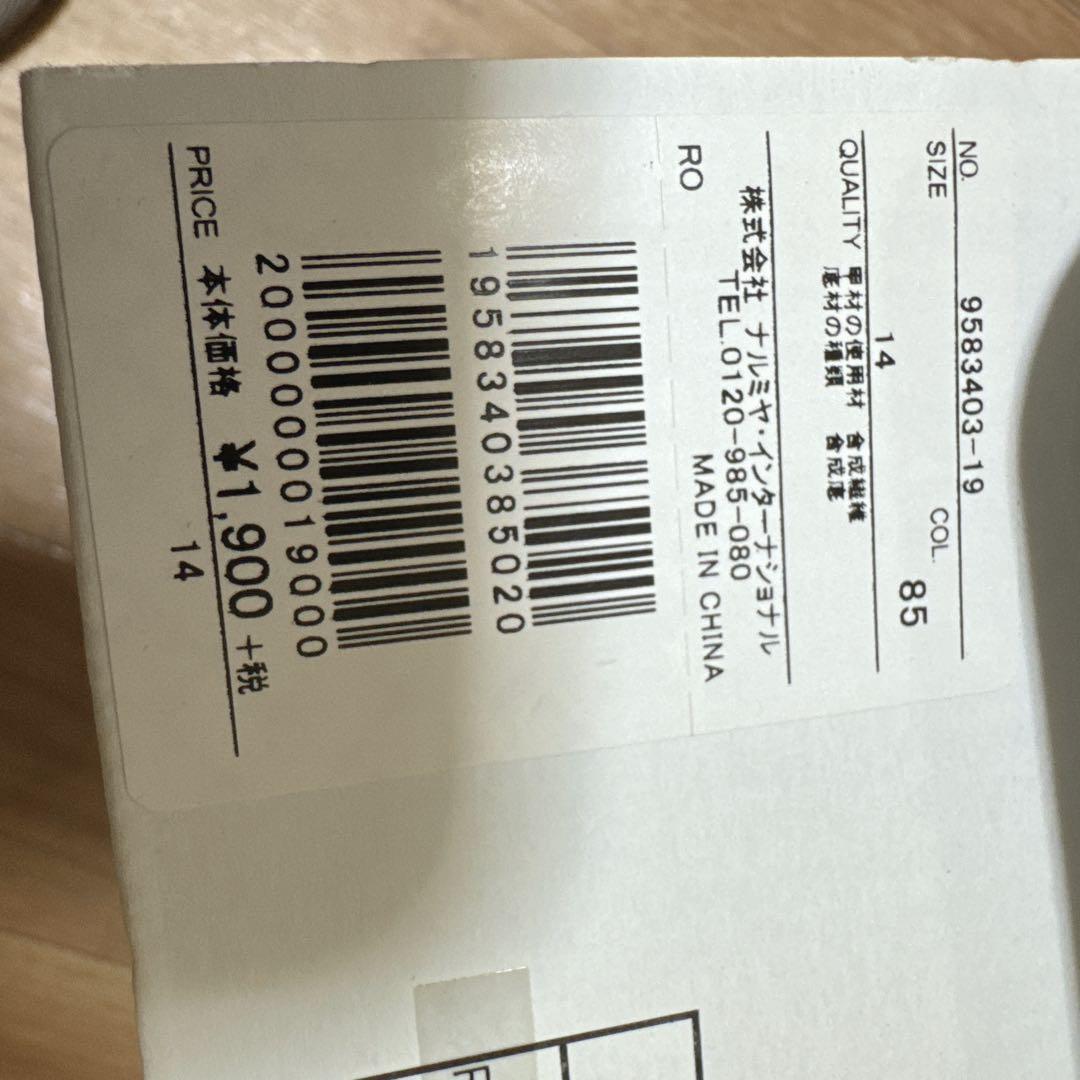 NO. 9583403-19
SIZE 14 COL. 85
QUALITY 甲材の使用材 合成繊維
底材の種類 合成底
株式会社 ナルミヤ・インターナショナル
TEL.0120-985-080
RO MADE IN CHINA
1958340385020
2000000019000
PRICE 本体価格 ¥1,900+税
14